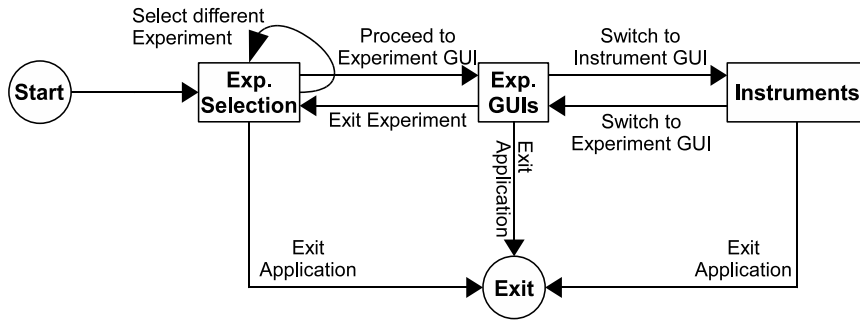 Select different
Experiment
Proceed to
Experiment GUI
Switch to
Instrument GUI
Start
Exp.
Selection
Exp.
GUIs
Instruments
Exit Experiment
Switch to
Experiment GUI
Exit
Application
Exit
Application
Exit
Exit
Application